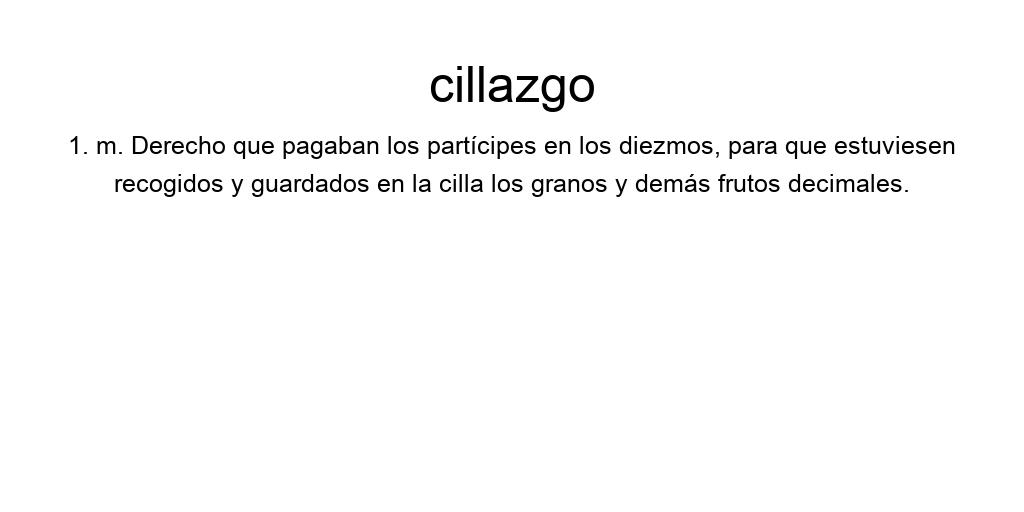 cillazgo
1. m. Derecho que pagaban los partícipes en los diezmos, para que estuviesen
recogidos y guardados en la cilla los granos y demás frutos decimales.